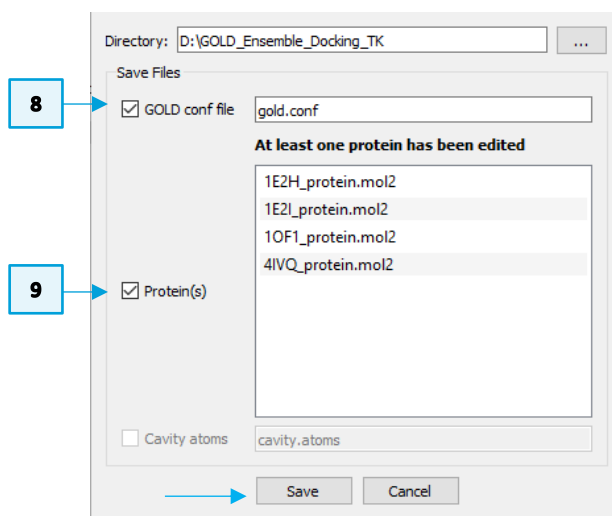 Directory: D:\GOLD_Ensemble_Docking_TK ...
Save Files
8 GOLD conf file gold.conf
At least one protein has been edited
1E2H_protein.mol2
1E2I_protein.mol2
1OF1_protein.mol2
4IVQ_protein.mol2
9 Protein(s)
Cavity atoms cavity.atoms
Save Cancel